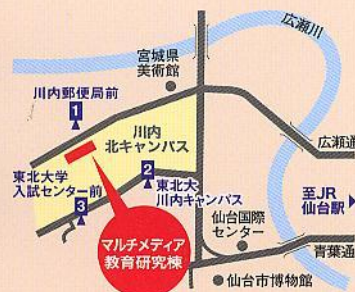 広瀬川
宮城県
美術館
川内郵便局前
1
川内
北キャンパス
広瀬通
東北大学
入試センター前
2
東北大
川内キャンパス
3
至JR
仙台駅
仙台国際
センター
マルチメディア
教育研究棟
青葉通
仙台市博物館